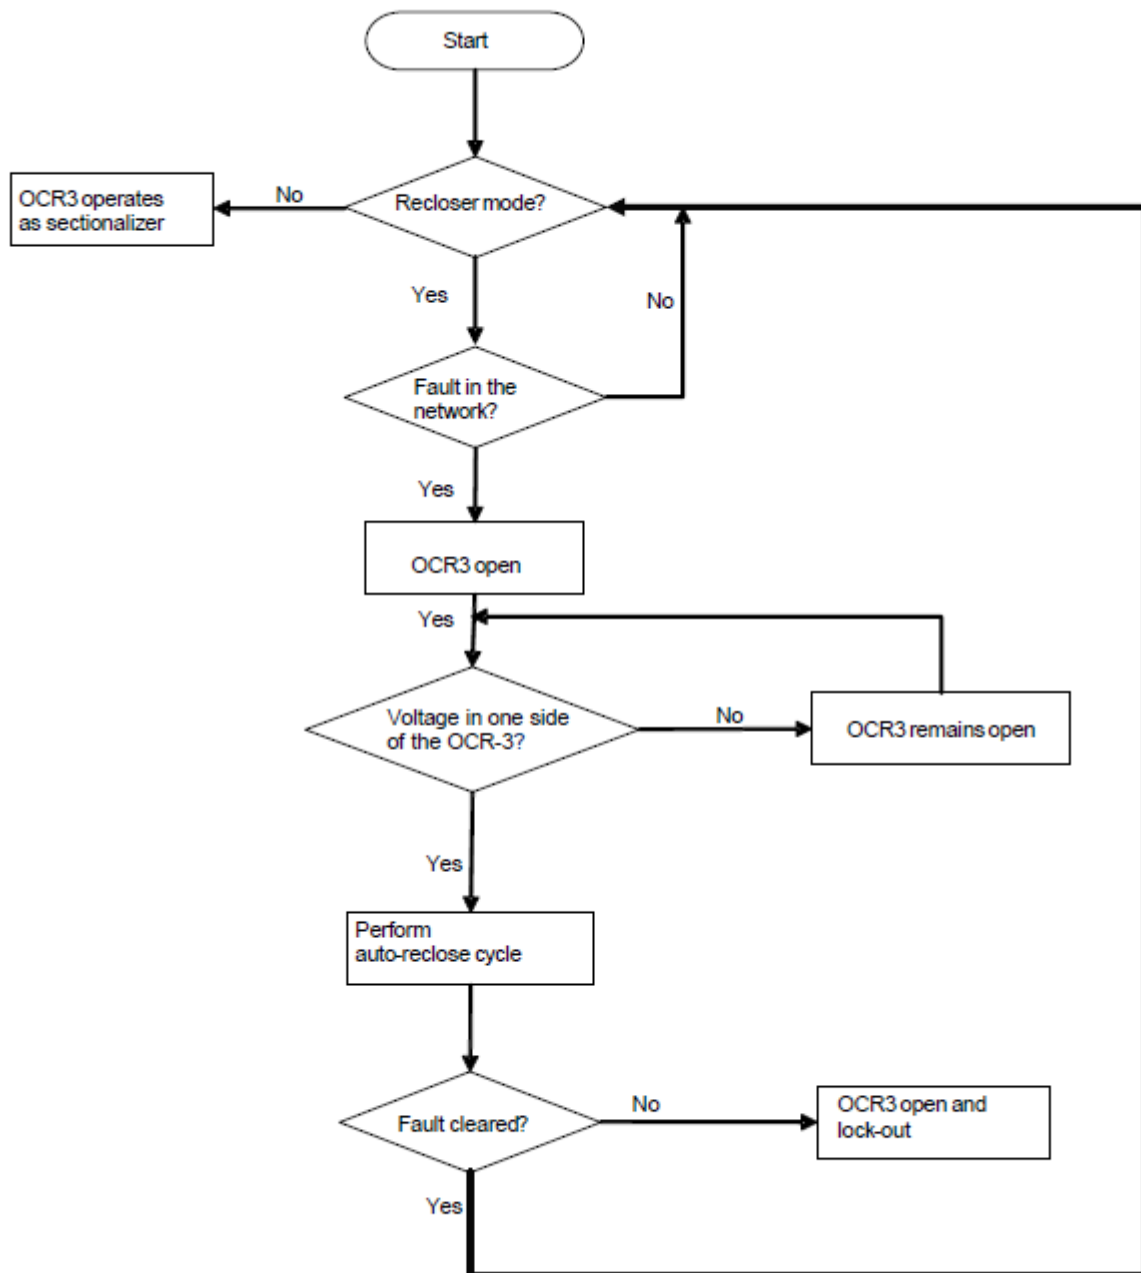 Start
Recloser mode?
No
OCR3 operates
as sectionalizer
Yes
No
Fault in the
network?
Yes
OCR3 open
Yes
Voltage in one side
of the OCR-3?
No
OCR3 remains open
Yes
Perform
auto-reclose cycle
Fault cleared?
No
OCR3 open and
lock-out
Yes